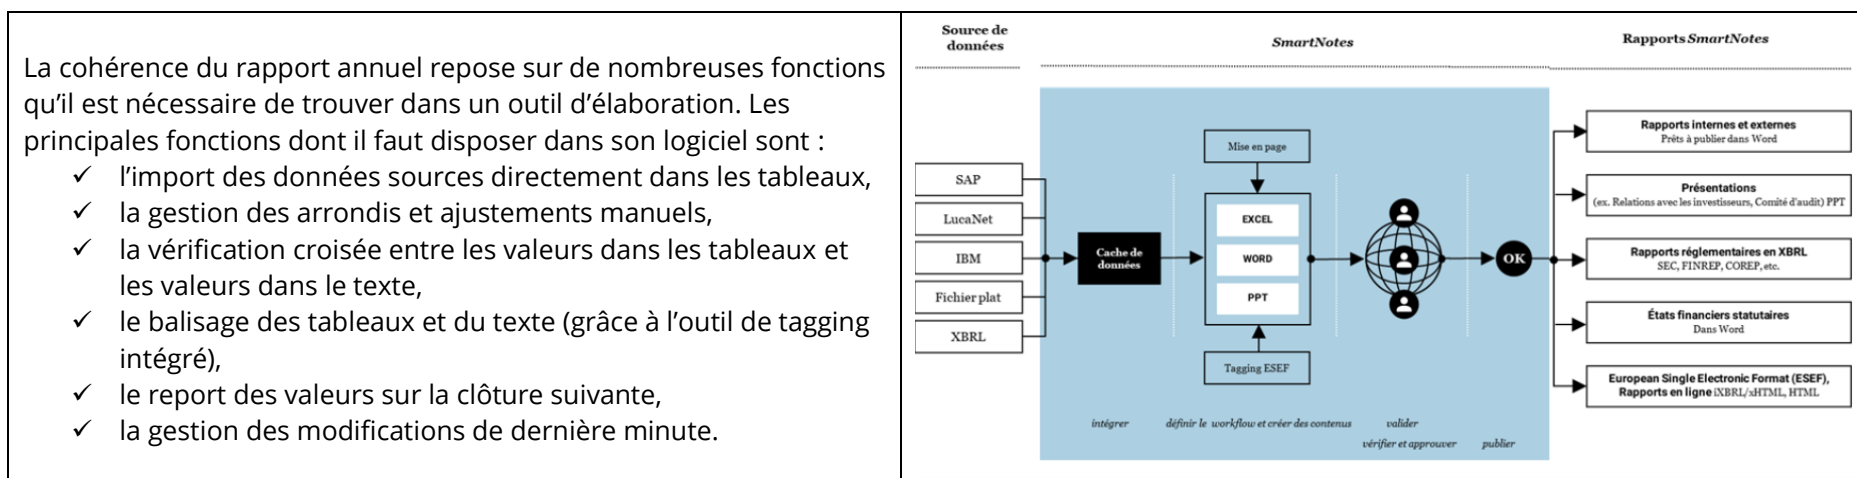 La cohérence du rapport annuel repose sur de nombreuses fonctions
qu'il est nécessaire de trouver dans un outil d'élaboration. Les
principales fonctions dont il faut disposer dans son logiciel sont :
✓ l'import des données sources directement dans les tableaux,
✓ la gestion des arrondis et ajustements manuels,
✓ la vérification croisée entre les valeurs dans les tableaux et
les valeurs dans le texte,
✓ le balisage des tableaux et du texte (grâce à l'outil de tagging
intégré),
✓ le report des valeurs sur la clôture suivante,
✓ la gestion des modifications de dernière minute.
Source de
données
SmartNotes
Rapports SmartNotes
SAP
LucaNet
IBM
Fichier plat
XBRL
Cache de
données
Mise en page
EXCEL
WORD
PPT
Tagging ESEF
OK
intégrer
définir le workflow et créer des contenus
valider
vérifier et approuver
publier
Rapports internes et externes
Prêts à publier dans Word
Présentations
(ex. Relations avec les investisseurs, Comité d'audit) PPT
Rapports réglementaires en XBRL
SEC, FINREP, COREP, etc.
États financiers statutaires
Dans Word
European Single Electronic Format (ESEF),
Rapports en ligne iXBRL/xHTML, HTML